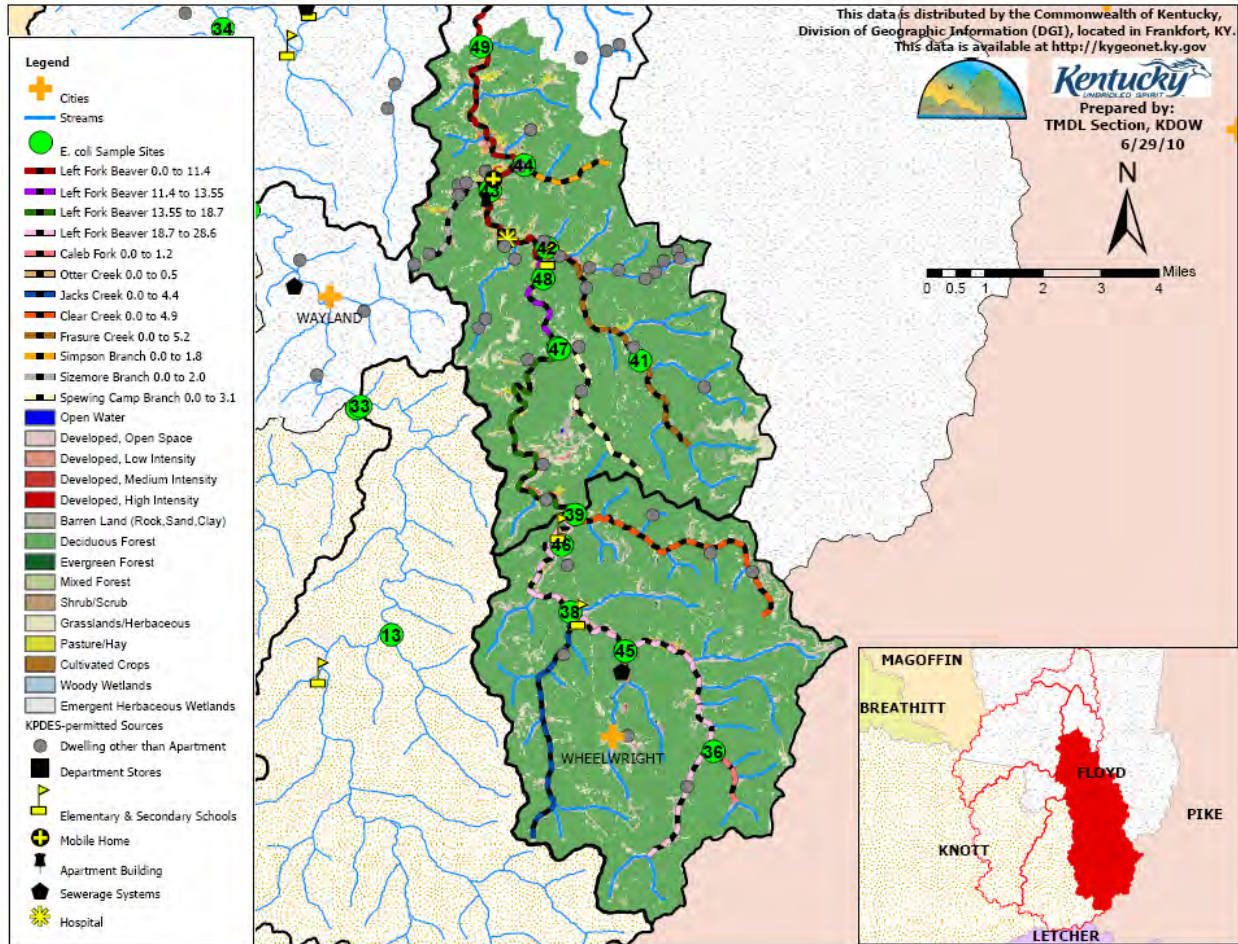 This data is distributed by the Commonwealth of Kentucky,
Division of Geographic Information (DGI), located in Frankfort, KY.
This data is available at http://kygeonet.ky.gov
Kentucky
UNBRIDLED SPIRIT
Prepared by:
TMDL Section, KDOW
6/29/10
N
Miles
0 0.5 1 2 3 4
Legend
Cities
Streams
E. coli Sample Sites
Left Fork Beaver 0.0 to 11.4
Left Fork Beaver 11.4 to 13.55
Left Fork Beaver 13.55 to 18.7
Left Fork Beaver 18.7 to 28.6
Caleb Fork 0.0 to 1.2
Otter Creek 0.0 to 0.5
Jacks Creek 0.0 to 4.4
Clear Creek 0.0 to 4.9
Frasure Creek 0.0 to 5.2
Simpson Branch 0.0 to 1.8
Sizemore Branch 0.0 to 2.0
Spewing Camp Branch 0.0 to 3.1
Open Water
Developed, Open Space
Developed, Low Intensity
Developed, Medium Intensity
Developed, High Intensity
Barren Land (Rock,Sand,Clay)
Deciduous Forest
Evergreen Forest
Mixed Forest
Shrub/Scrub
Grasslands/Herbaceous
Pasture/Hay
Cultivated Crops
Woody Wetlands
Emergent Herbaceous Wetlands
KPDES-permitted Sources
Dwelling other than Apartment
Department Stores
Elementary & Secondary Schools
Mobile Home
Apartment Building
Sewerage Systems
Hospital
34
49
44
43
42
48
WAYLAND
47
41
33
39
46
38
13
45
WHEELWRIGHT
36
MAGOFFIN
BREATHITT
FLOYD
PIKE
KNOTT
LETCHER